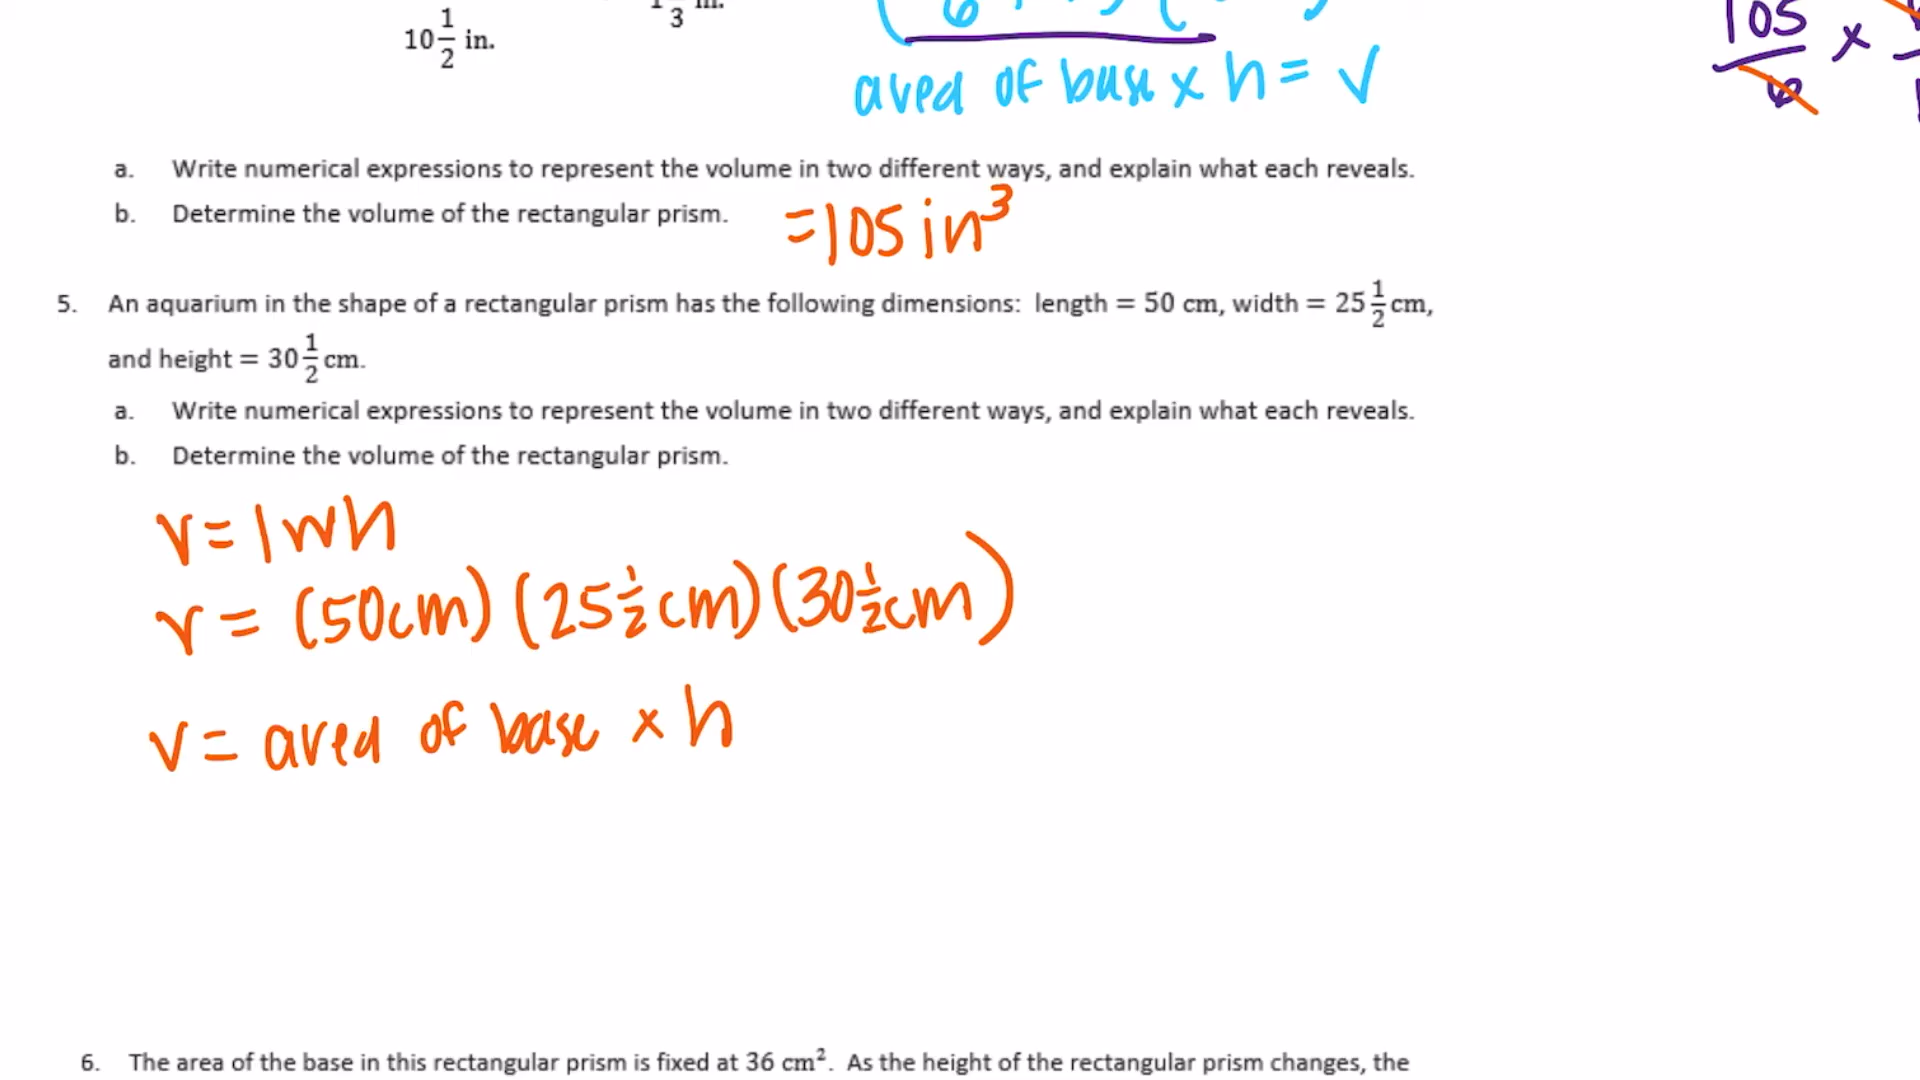 10 1/2 in.
3 in.
area of base x h = V
105
6 x
a. Write numerical expressions to represent the volume in two different ways, and explain what each reveals.
b. Determine the volume of the rectangular prism.
= 105 in³
5. An aquarium in the shape of a rectangular prism has the following dimensions: length = 50 cm, width = 25 1/2 cm,
and height = 30 1/2 cm.
a. Write numerical expressions to represent the volume in two different ways, and explain what each reveals.
b. Determine the volume of the rectangular prism.
V = l w h
V = (50cm) (25 1/2 cm) (30 1/2 cm)
V = area of base x h
6. The area of the base in this rectangular prism is fixed at 36 cm². As the height of the rectangular prism changes, the